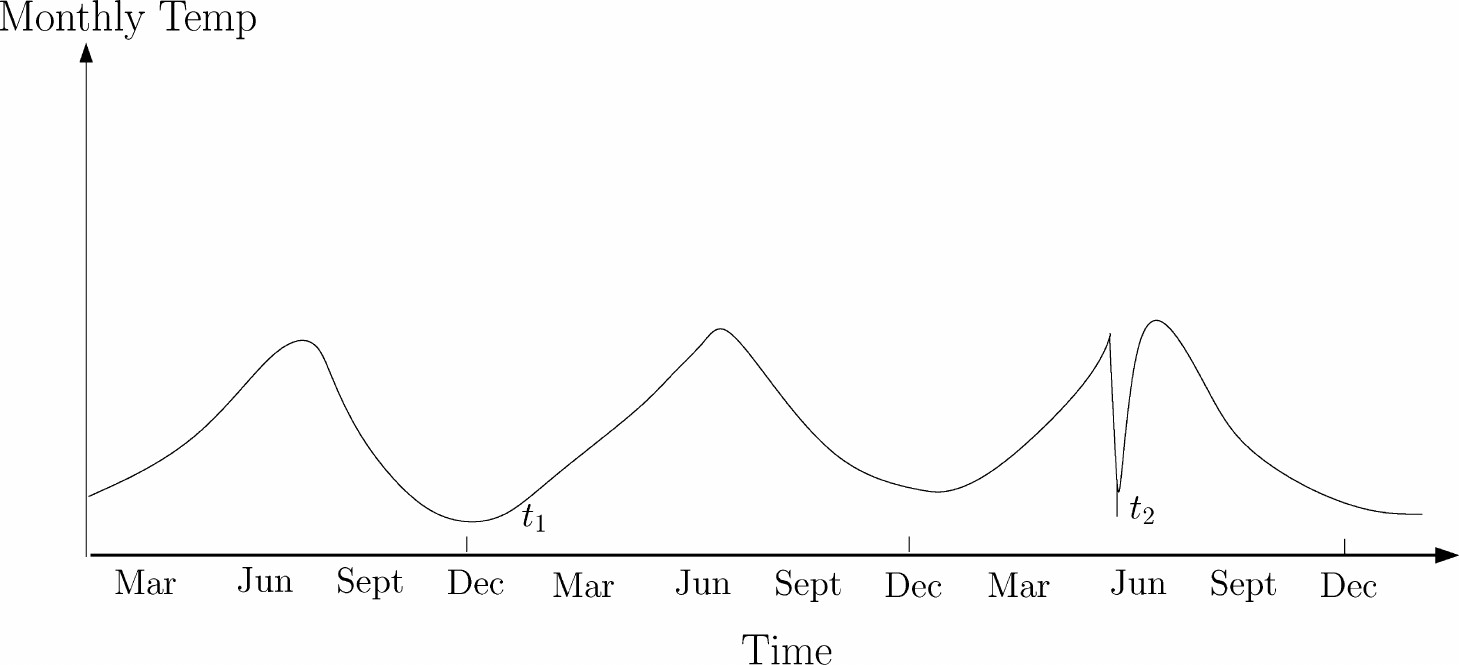 Monthly Temp
t₁
t₂
Mar Jun Sept Dec Mar Jun Sept Dec Mar Jun Sept Dec
Time